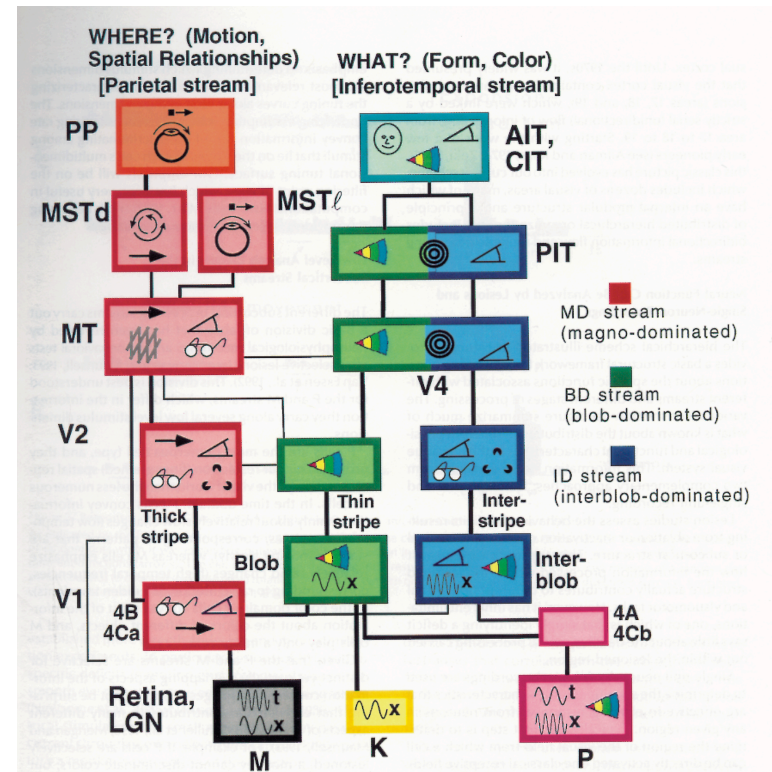 WHERE? (Motion,
Spatial Relationships)
[Parietal stream]
WHAT? (Form, Color)
[Inferotemporal stream]
PP
AIT,
CIT
MSTd
MSTℓ
PIT
MT
V4
MD stream
(magno-dominated)
BD stream
(blob-dominated)
ID stream
(interblob-dominated)
V2
Thick
stripe
Thin
stripe
Inter-
stripe
V1
Blob
x
Inter-
blob
x
4B
4Ca
4A
4Cb
Retina,
LGN
t
x
x
t
x
M
K
P